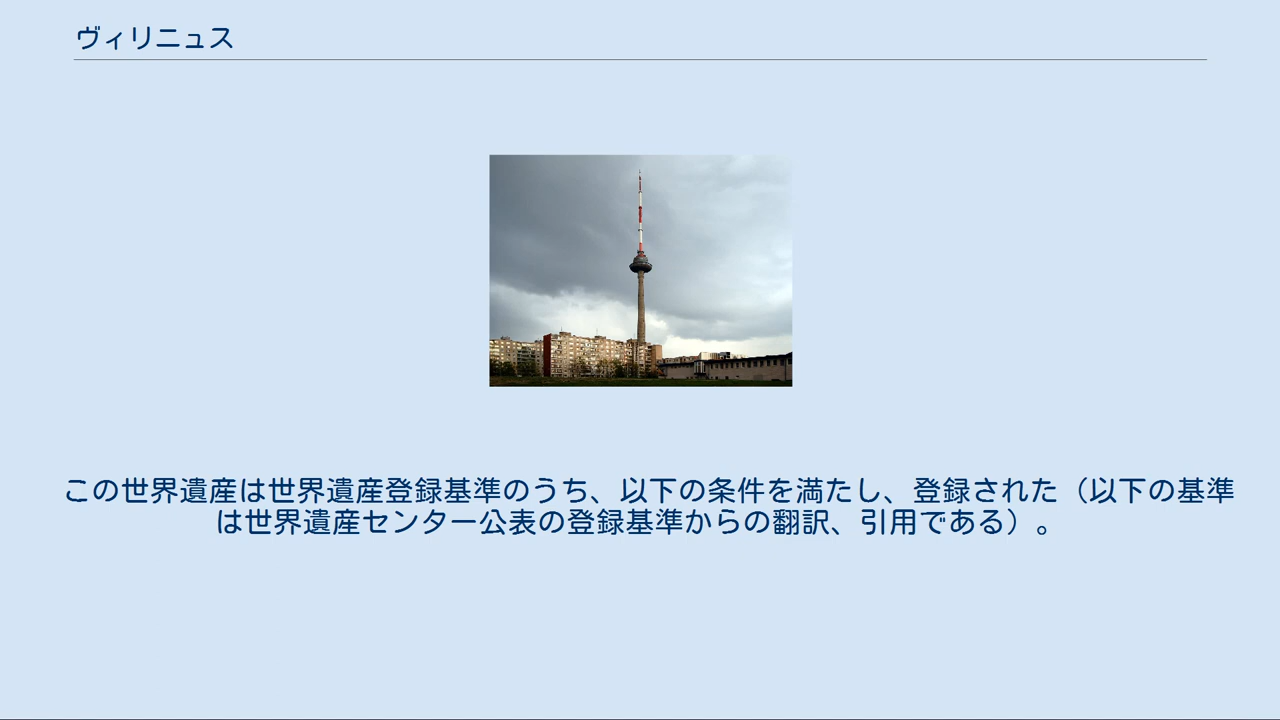 ヴィリニュス
この世界遺産は世界遺産登録基準のうち、以下の条件を満たし、登録された（以下の基準
は世界遺産センター公表の登録基準からの翻訳、引用である）。